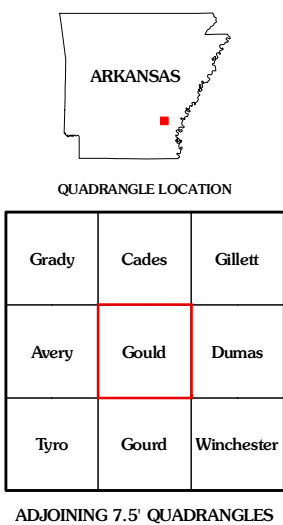 ARKANSAS
QUADRANGLE LOCATION
Grady Cades Gillett
Avery Gould Dumas
Tyro Gourd Winchester
ADJOINING 7.5' QUADRANGLES